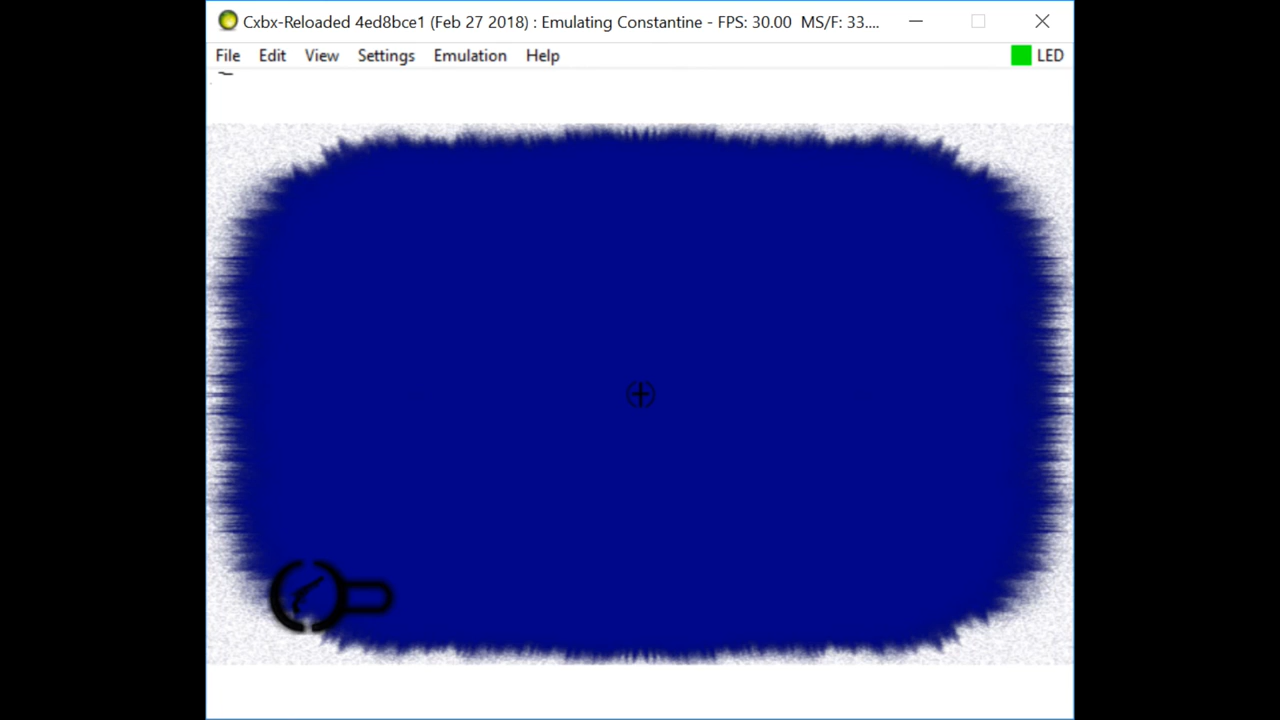 Cxbx-Reloaded 4ed8bce1 (Feb 27 2018) : Emulating Constantine - FPS: 30.00 MS/F: 33....
File Edit View Settings Emulation Help LED